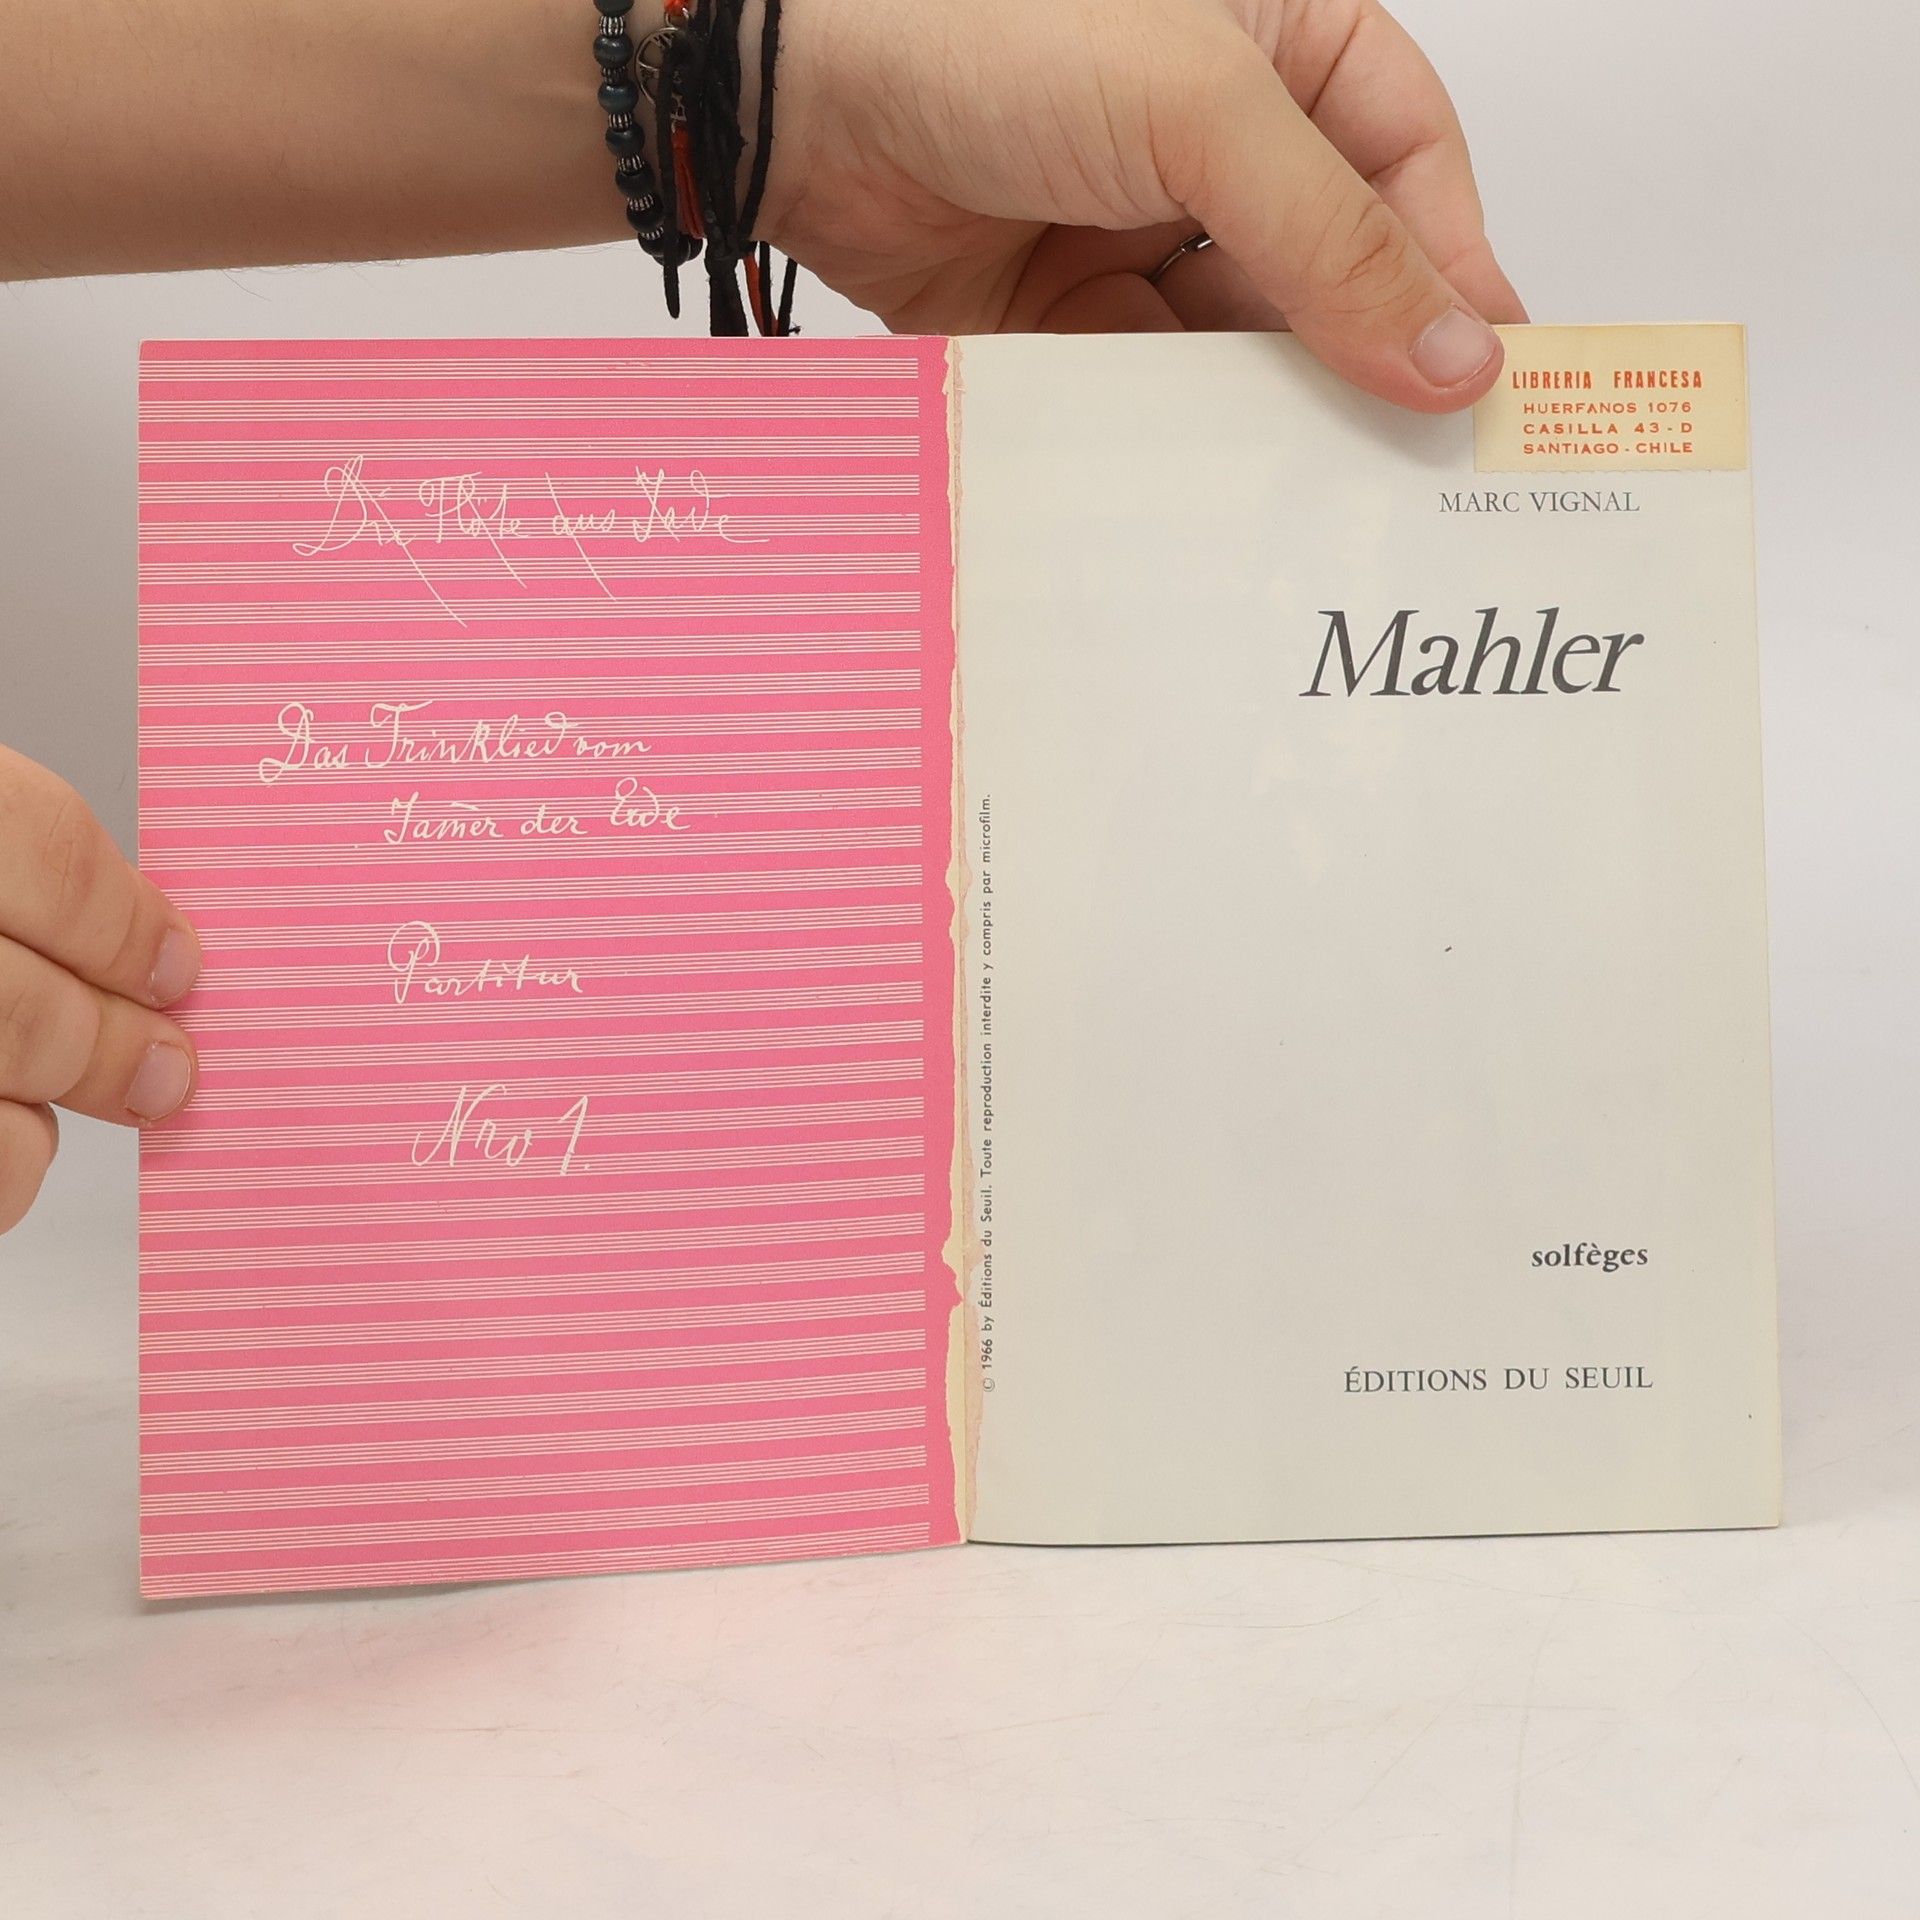 Die Flöte aus Jade
Das Trinklied vom
Jam̄er der Erde
Partitur
Nro 1.
LIBRERIA FRANCESA
HUERFANOS 1076
CASILLA 43 - D
SANTIAGO - CHILE
MARC VIGNAL
Mahler
solfèges
ÉDITIONS DU SEUIL
© 1966 by Éditions du Seuil. Toute reproduction interdite y compris par microfilm.